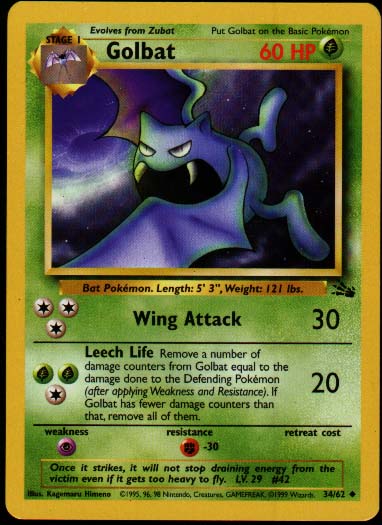 STAGE 1
Evolves from Zubat
Put Golbat on the Basic Pokémon
Golbat
60 HP
Bat Pokémon. Length: 5' 3", Weight: 121 lbs.
Wing Attack 30
Leech Life Remove a number of
damage counters from Golbat equal to the
damage done to the Defending Pokémon
(after applying Weakness and Resistance). If
Golbat has fewer damage counters than
that, remove all of them.
20
weakness
resistance
retreat cost
-30
Once it strikes, it will not stop draining energy from the
victim even if it gets too heavy to fly. LV. 29 #42
Illus. Kagemaru Himeno ©1995, 96, 98 Nintendo, Creatures, GAMEFREAK. ©1999 Wizards. 34/62